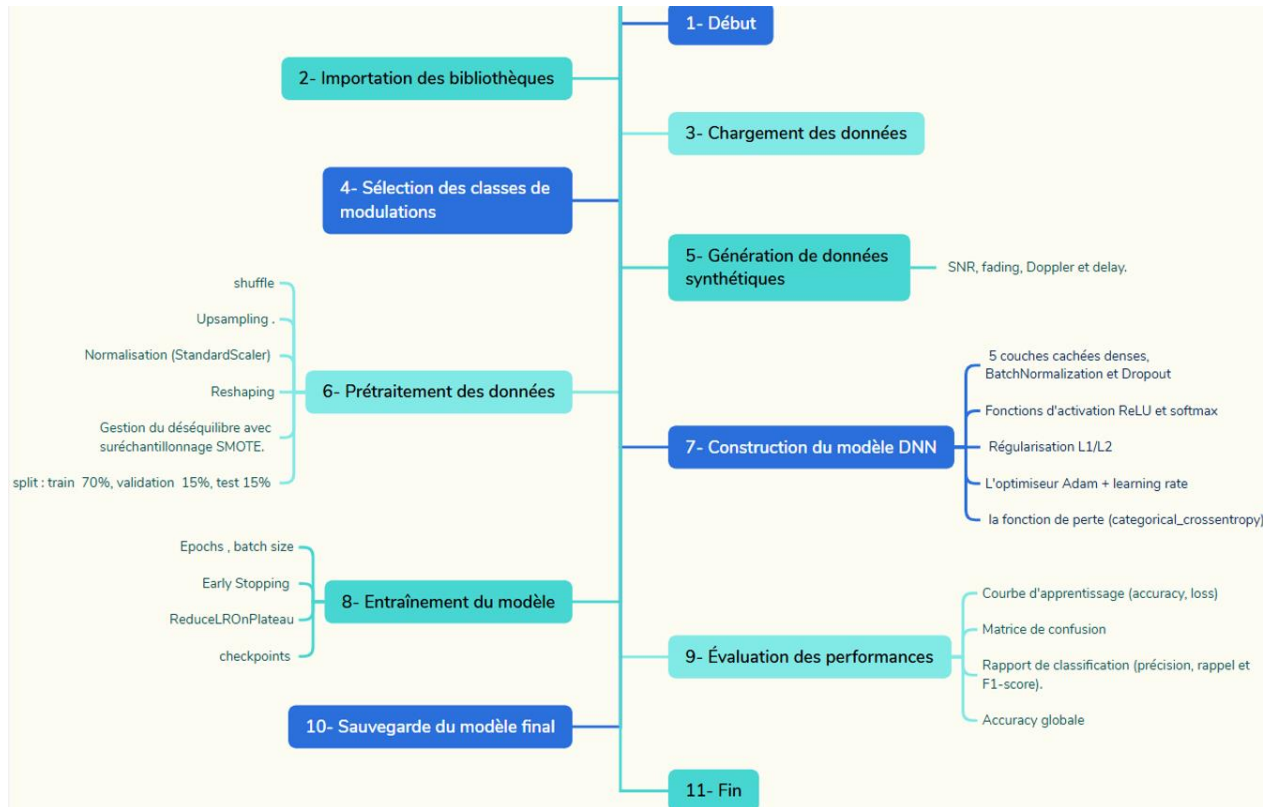 1- Début
2- Importation des bibliothèques
3- Chargement des données
4- Sélection des classes de
modulations
5- Génération de données
synthétiques
SNR, fading, Doppler et delay.
6- Prétraitement des données
shuffle
Upsampling .
Normalisation (StandardScaler)
Reshaping
Gestion du déséquilibre avec
suréchantillonnage SMOTE.
split : train 70%, validation 15%, test 15%
7- Construction du modèle DNN
5 couches cachées denses,
BatchNormalization et Dropout
Fonctions d'activation ReLU et softmax
Régularisation L1/L2
L'optimiseur Adam + learning rate
la fonction de perte (categorical_crossentropy)
8- Entraînement du modèle
Epochs , batch size
Early Stopping
ReduceLROnPlateau
checkpoints
9- Évaluation des performances
Courbe d'apprentissage (accuracy, loss)
Matrice de confusion
Rapport de classification (précision, rappel et
F1-score).
Accuracy globale
10- Sauvegarde du modèle final
11- Fin